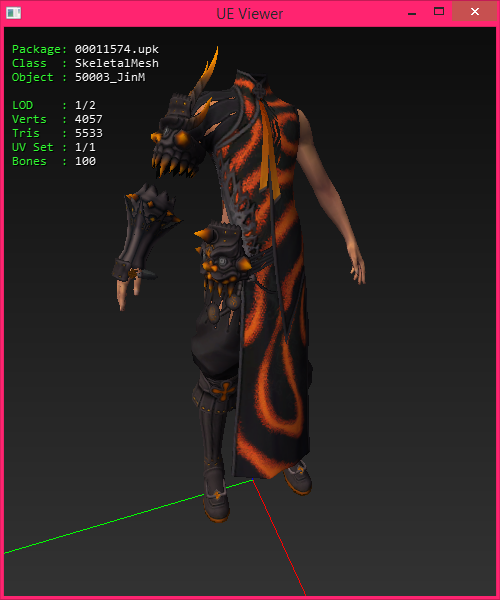 UE Viewer
Package: 00011574.upk
Class : SkeletalMesh
Object : 50003_JinM
LOD : 1/2
Verts : 4057
Tris : 5533
UV Set : 1/1
Bones : 100